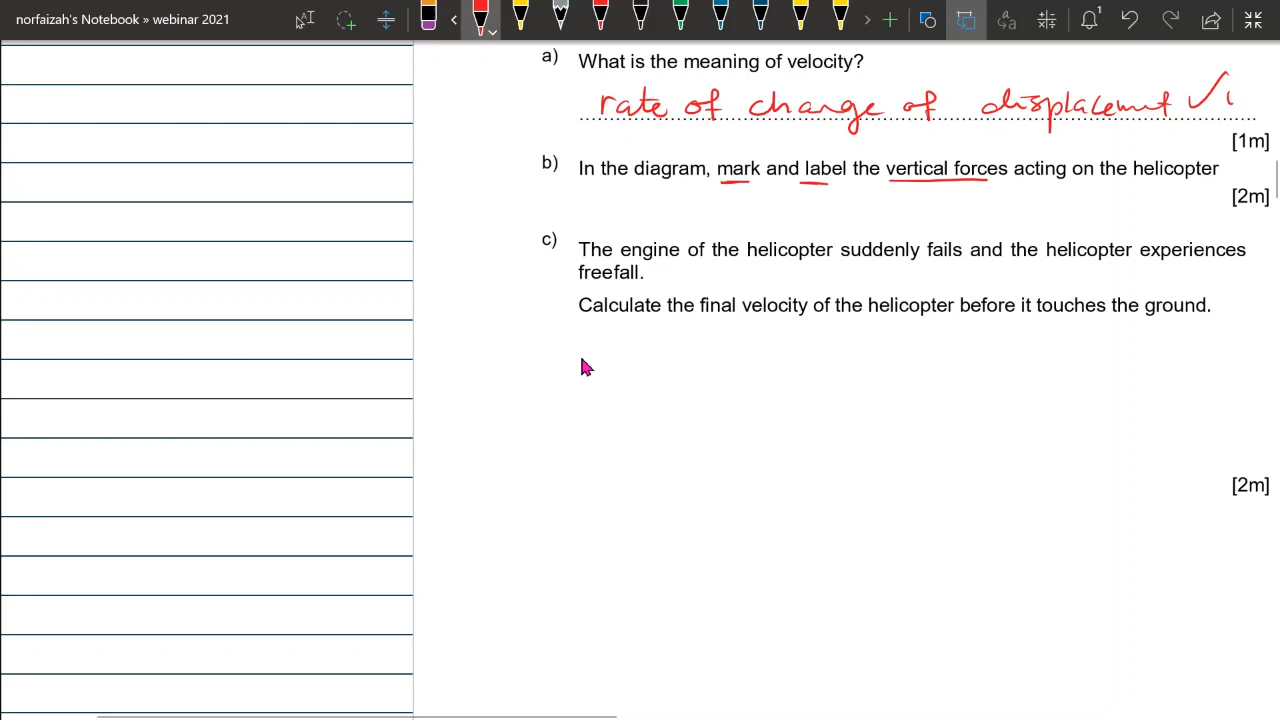 norfaizah's Notebook » webinar 2021
a) What is the meaning of velocity?
rate of change of displacement ✓1
[1m]
b) In the diagram, mark and label the vertical forces acting on the helicopter
[2m]
c) The engine of the helicopter suddenly fails and the helicopter experiences
freefall.
Calculate the final velocity of the helicopter before it touches the ground.
[2m]